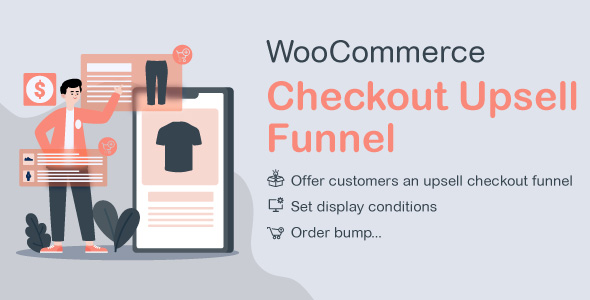 WooCommerce
Checkout Upsell
Funnel
Offer customers an upsell checkout funnel
Set display conditions
Order bump...
$